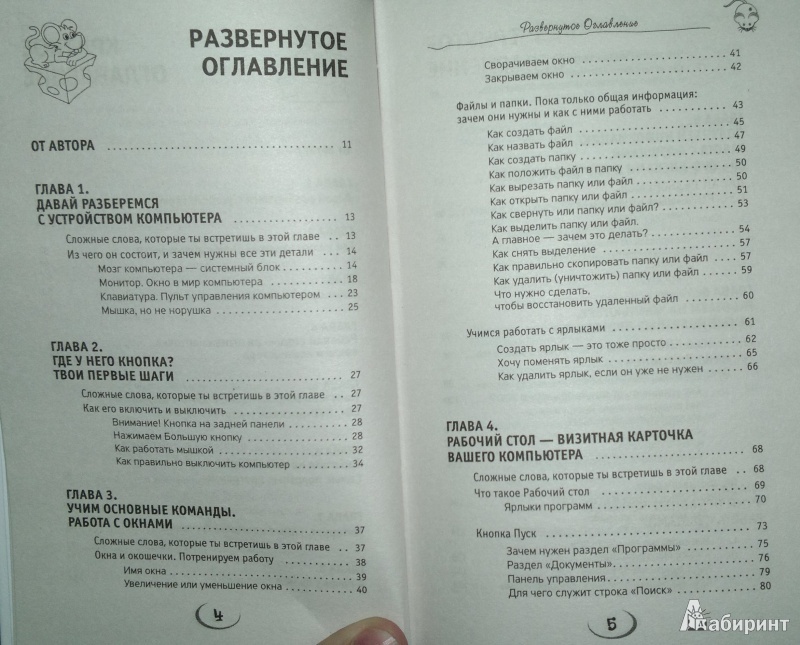 РАЗВЕРНУТОЕ
ОГЛАВЛЕНИЕ
ОТ АВТОРА 11
ГЛАВА 1.
ДАВАЙ РАЗБЕРЕМСЯ
С УСТРОЙСТВОМ КОМПЬЮТЕРА 13
Сложные слова, которые ты встретишь в этой главе 13
Из чего он состоит, и зачем нужны все эти детали 14
Мозг компьютера — системный блок 14
Монитор. Окно в мир компьютера 18
Клавиатура. Пульт управления компьютером 23
Мышка, но не норушка 25
ГЛАВА 2.
ГДЕ У НЕГО КНОПКА?
ТВОИ ПЕРВЫЕ ШАГИ 27
Сложные слова, которые ты встретишь в этой главе 27
Как его включить и выключить 27
Внимание! Кнопка на задней панели 28
Нажимаем Большую кнопку 28
Как работать мышкой 32
Как правильно выключить компьютер 34
ГЛАВА 3.
УЧИМ ОСНОВНЫЕ КОМАНДЫ.
РАБОТА С ОКНАМИ 37
Сложные слова, которые ты встретишь в этой главе 37
Окна и окошечки. Потренируем работу 38
Имя окна 39
Увеличение или уменьшение окна 40
4
Развернутое Оглавление
Сворачиваем окно 41
Закрываем окно 42
Файлы и папки. Пока только общая информация:
зачем они нужны и как с ними работать 43
Как создать файл 45
Как назвать файл 47
Как создать папку 49
Как положить файл в папку 50
Как вырезать папку или файл 50
Как открыть папку или файл 51
Как свернуть или папку или файл? 53
Как выделить папку или файл.
А главное — зачем это делать? 54
Как снять выделение 57
Как правильно скопировать папку или файл 57
Как удалить (уничтожить) папку или файл 59
Что нужно сделать,
чтобы восстановить удаленный файл 60
Учимся работать с ярлыками 61
Создать ярлык — это тоже просто 62
Хочу поменять ярлык 65
Как удалить ярлык, если он уже не нужен 66
ГЛАВА 4.
РАБОЧИЙ СТОЛ — ВИЗИТНАЯ КАРТОЧКА
ВАШЕГО КОМПЬЮТЕРА 68
Сложные слова, которые ты встретишь в этой главе 68
Что такое Рабочий стол 69
Ярлыки программ 70
Кнопка Пуск 73
Зачем нужен раздел «Программы» 75
Раздел «Документы» 76
Панель управления 79
Для чего служит строка «Поиск» 80
5
Лабиринт